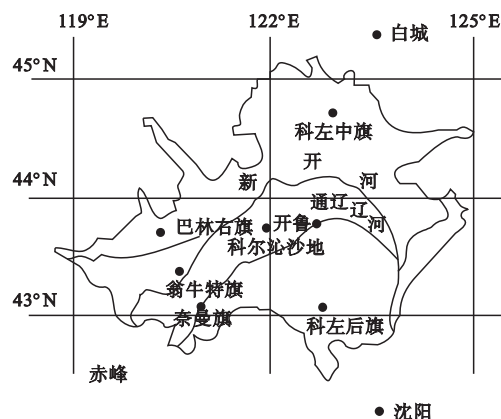 119°E 122°E 125°E
白城
45°N
科左中旗
新 开 河
44°N
通辽 辽河
巴林右旗 开鲁
科尔沁沙地
翁牛特旗
43°N
奈曼旗 科左后旗
赤峰
沈阳